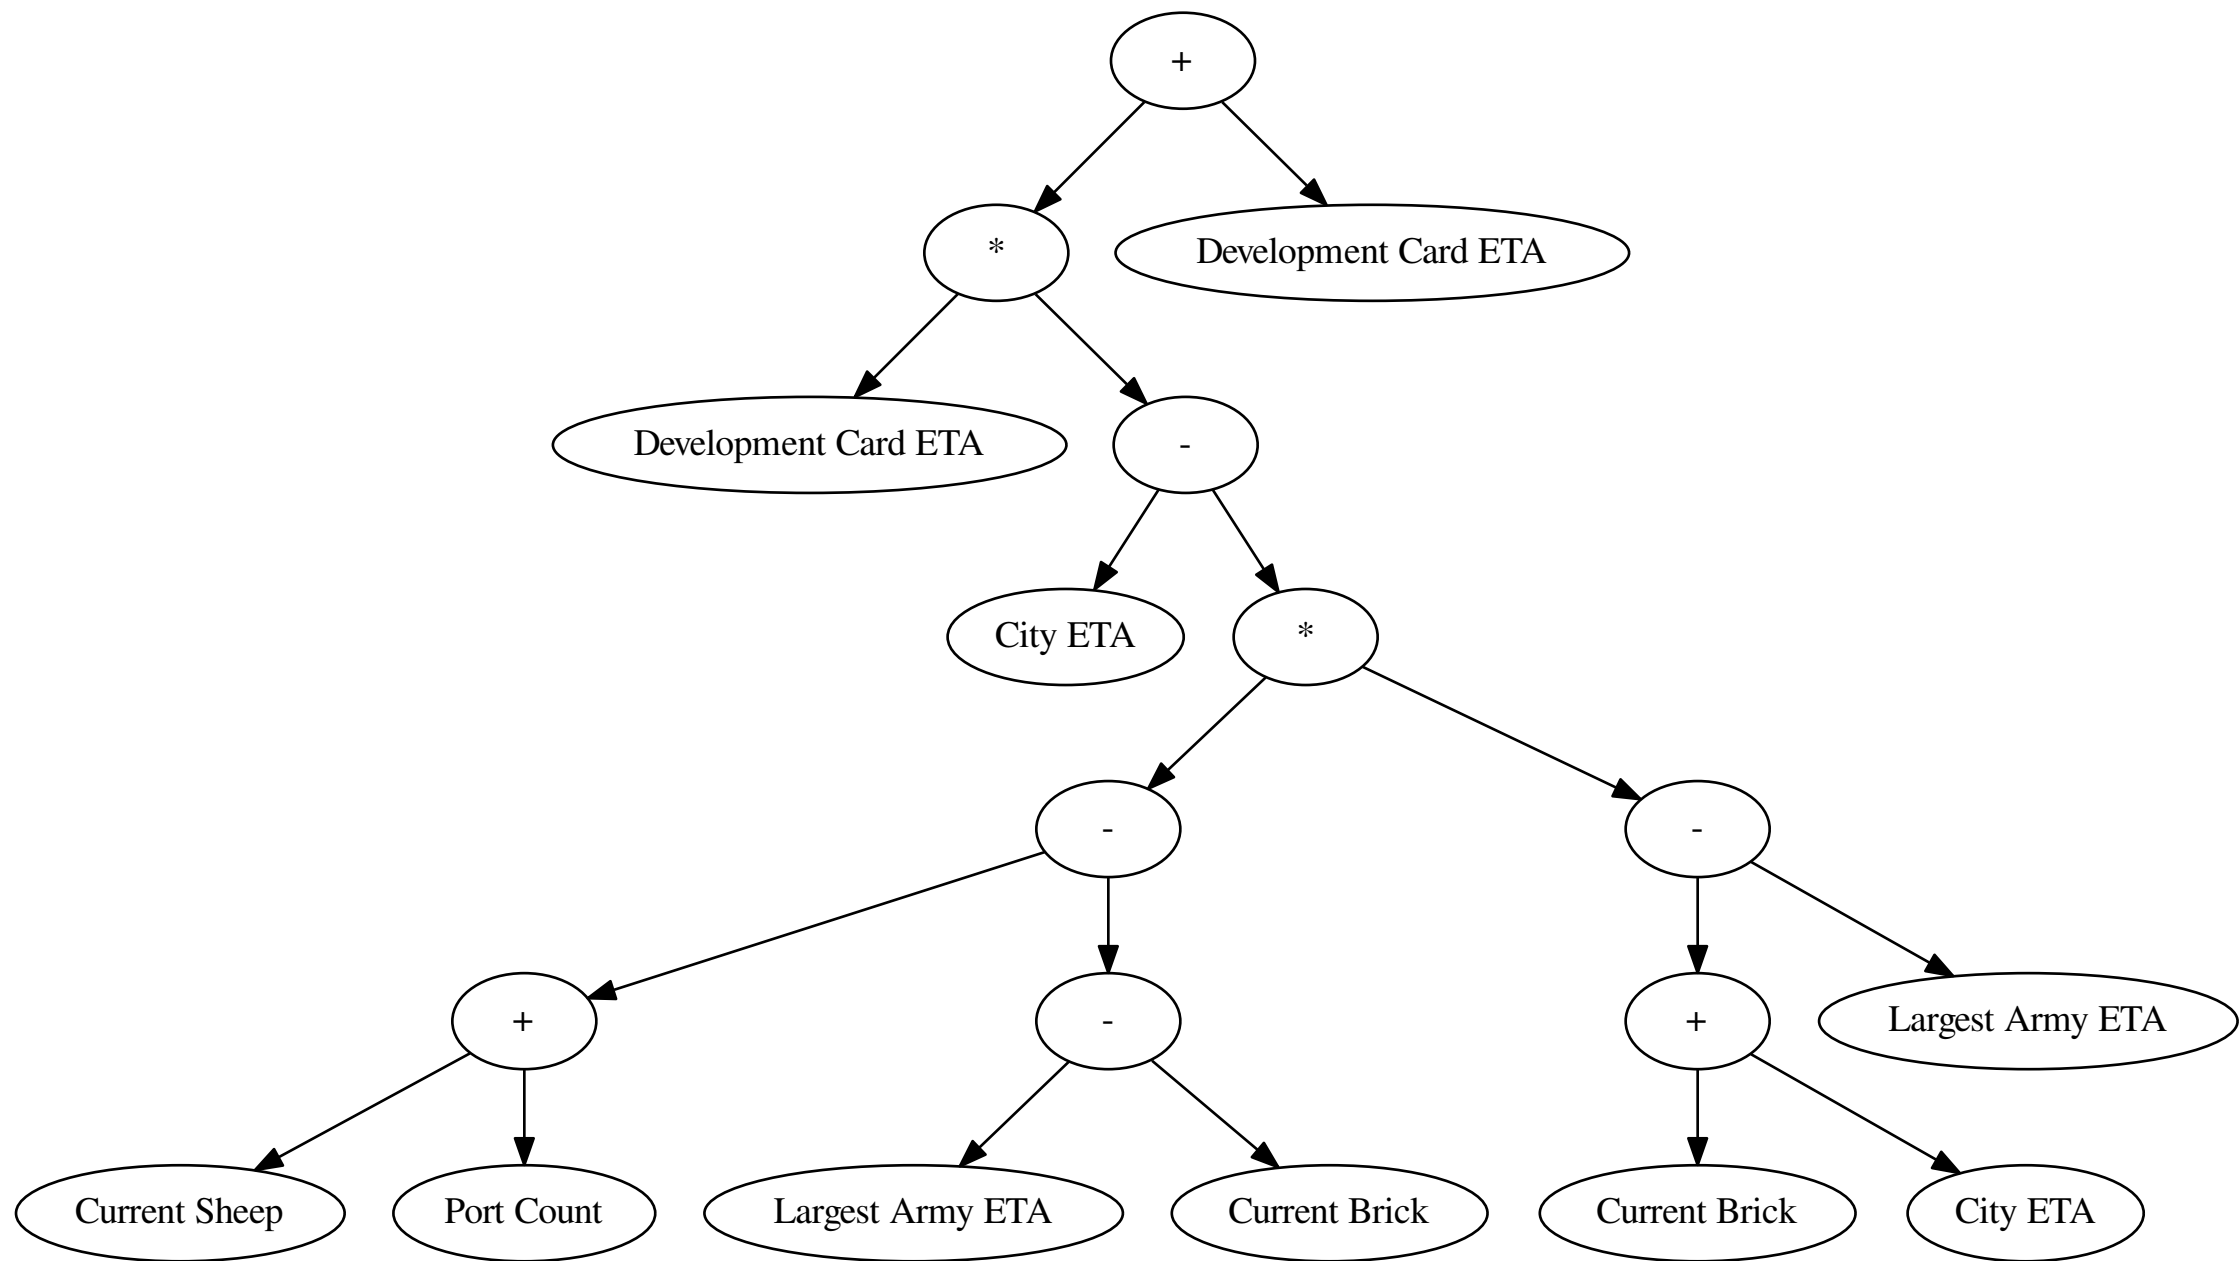 +
*
Development Card ETA
Development Card ETA
-
City ETA
*
-
-
+
-
+
Largest Army ETA
Current Sheep
Port Count
Largest Army ETA
Current Brick
Current Brick
City ETA